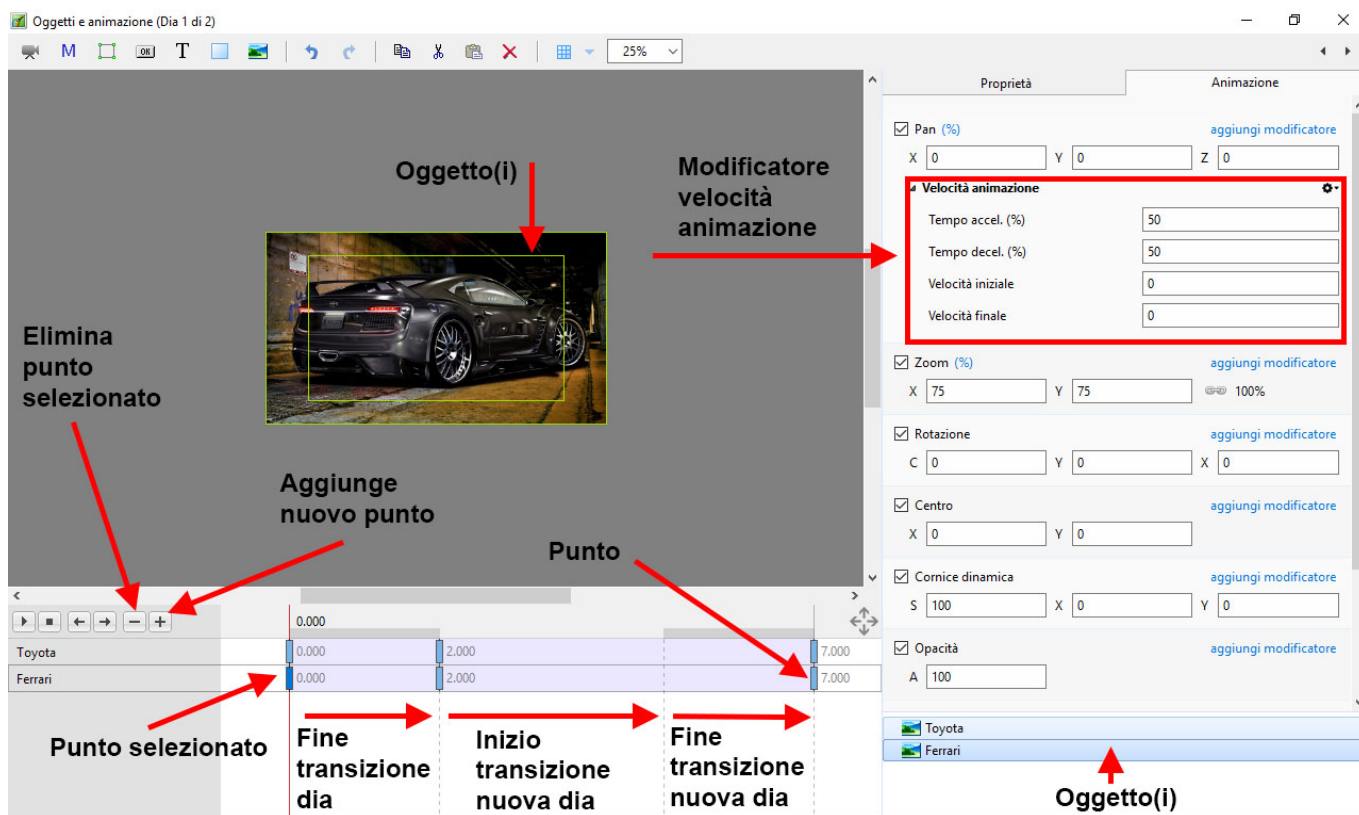 Oggetti e animazione (Dia 1 di 2)
M OK T 25%
Proprietà Animazione
Pan (%) aggiungi modificatore
X 0 Y 0 Z 0
Velocità animazione
Tempo accel. (%) 50
Tempo decel. (%) 50
Velocità iniziale 0
Velocità finale 0
Zoom (%) aggiungi modificatore
X 75 Y 75 100%
Rotazione aggiungi modificatore
C 0 Y 0 X 0
Centro aggiungi modificatore
X 0 Y 0
Cornice dinamica aggiungi modificatore
S 100 X 0 Y 0
Opacità aggiungi modificatore
A 100
Toyota
Ferrari
Oggetto(i)
Oggetto(i)
Modificatore
velocità
animazione
Elimina
punto
selezionato
Aggiunge
nuovo punto
Punto
0.000
Toyota 0.000 2.000 7.000
Ferrari 0.000 2.000 7.000
Punto selezionato
Fine
transizione
dia
Inizio
transizione
nuova dia
Fine
transizione
nuova dia